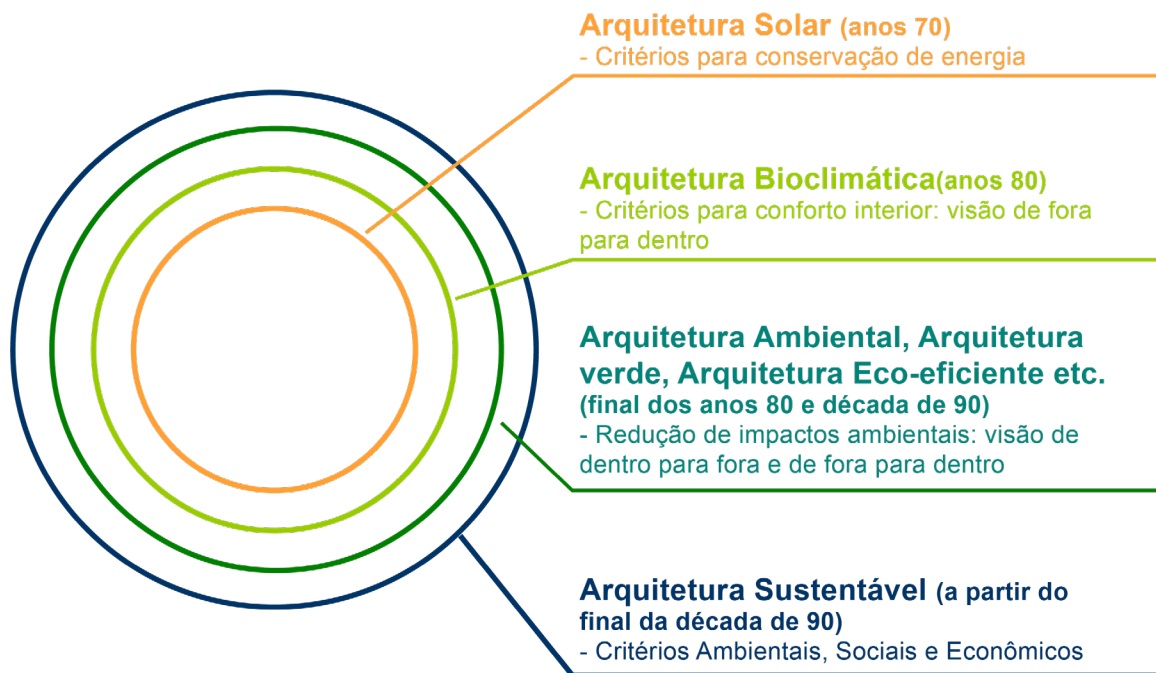 Arquitetura Solar (anos 70)
- Critérios para conservação de energia
Arquitetura Bioclimática(anos 80)
- Critérios para conforto interior: visão de fora
para dentro
Arquitetura Ambiental, Arquitetura
verde, Arquitetura Eco-eficiente etc.
(final dos anos 80 e década de 90)
- Redução de impactos ambientais: visão de
dentro para fora e de fora para dentro
Arquitetura Sustentável (a partir do
final da década de 90)
- Critérios Ambientais, Sociais e Econômicos